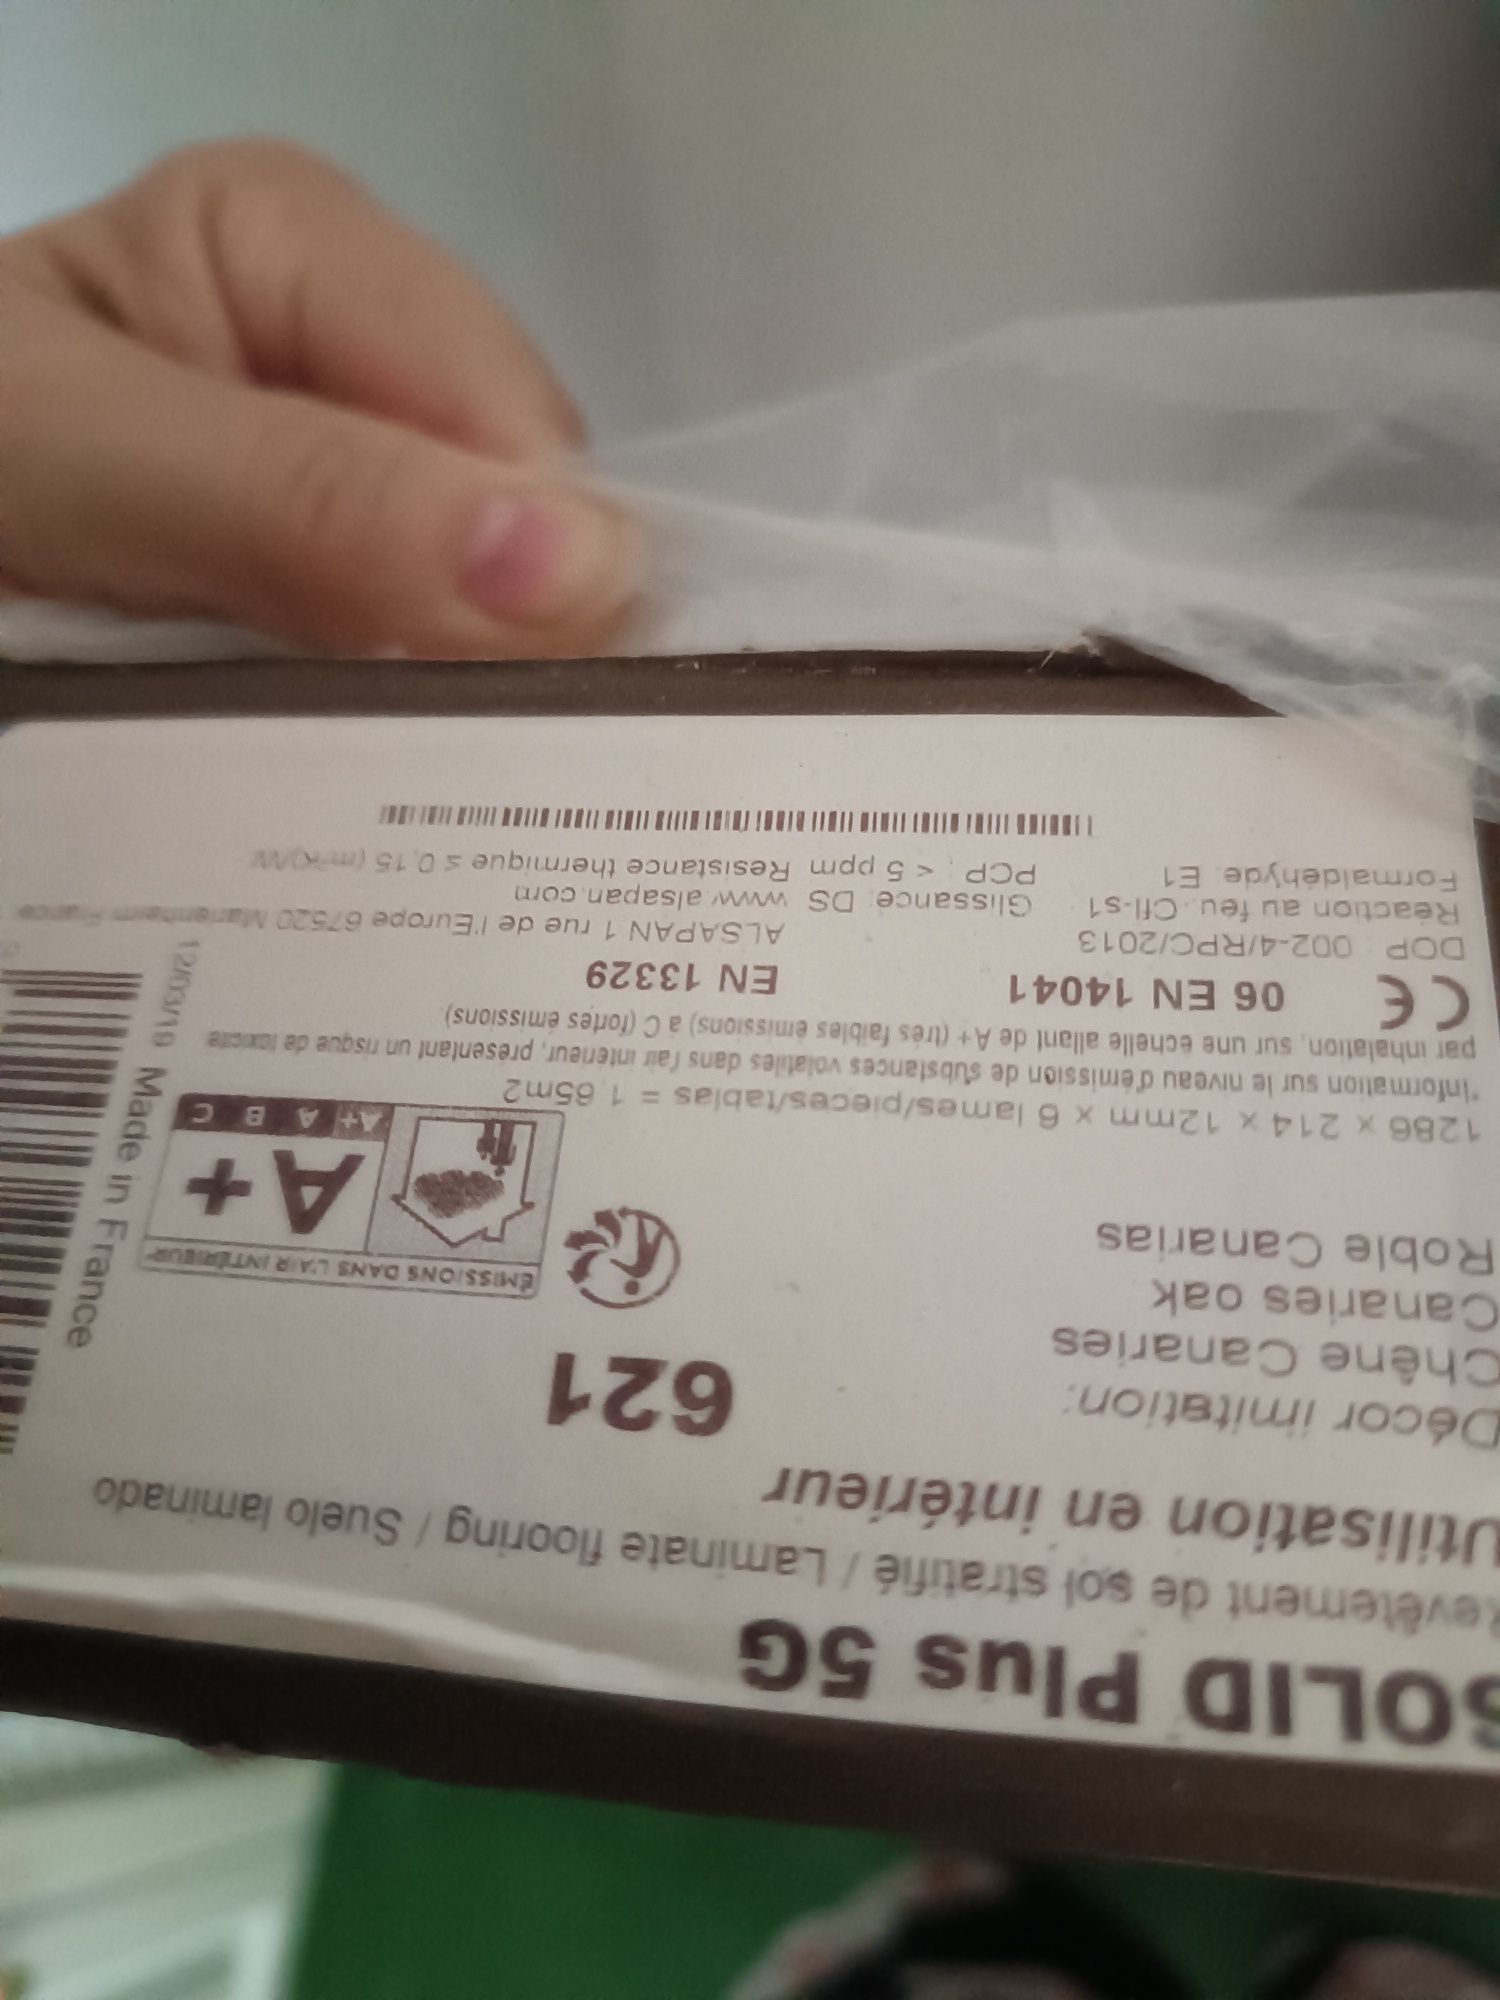 SOLID Plus 5G
Revêtement de sol stratifié / Laminate flooring / Suelo laminado
Utilisation en intérieur
Décor imitation:
Chêne Canaries
Canaries oak
Roble Canarias
621
ÉMISSIONS DANS L'AIR INTÉRIEUR*
A+
A+ A B C
1286 x 214 x 12mm x 6 lames/pieces/tablas = 1,65m2
*Information sur le niveau d'émission de substances volatiles dans l'air intérieur, présentant un risque de toxicité
par inhalation, sur une échelle allant de A+ (très faibles émissions) à C (fortes émissions).
CE 06 EN 14041 EN 13329
DOP : 002-4/RPC/2013 ALSAPAN 1 rue de l'Europe 67520 Marlenheim France
Réaction au feu : Cfl-s1 Glissance: DS www.alsapan.com
Formaldéhyde: E1 PCP : < 5 ppm Résistance thermique ≤ 0,15 (m²K)/W
12/03/19 Made in France